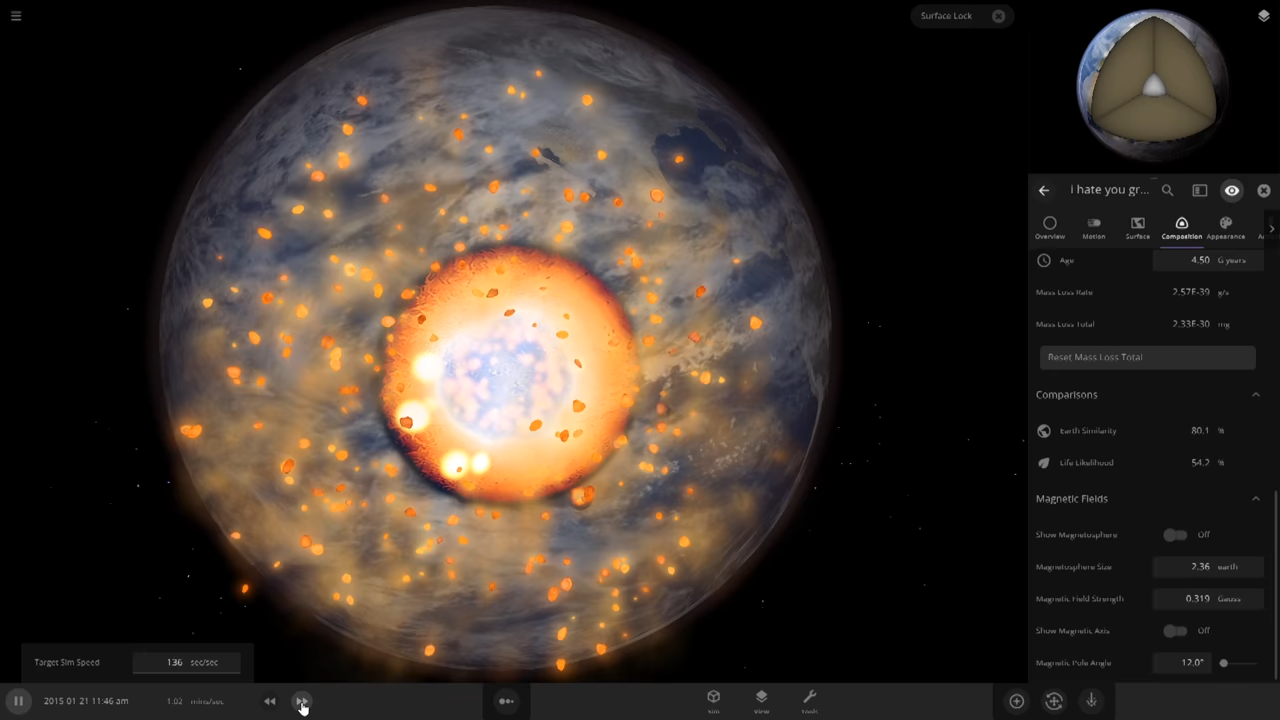 Surface Lock
i hate you gr...
Overview Motion Surface Composition Appearance
Age 4.50 G years
Mass Loss Rate 2.57E-39 g/s
Mass Loss Total 2.33E-30 mg
Reset Mass Loss Total
Comparisons
Earth Similarity 80.1 %
Life Likelihood 54.2 %
Magnetic Fields
Show Magnetosphere Off
Magnetosphere Size 2.36 earth
Magnetic Field Strength 0.319 Gauss
Show Magnetic Axis Off
Magnetic Pole Angle 12.0°
Target Sim Speed 136 sec/sec
2015 01 21 11:46 am 1.02 mins/sec
Sim View Tools